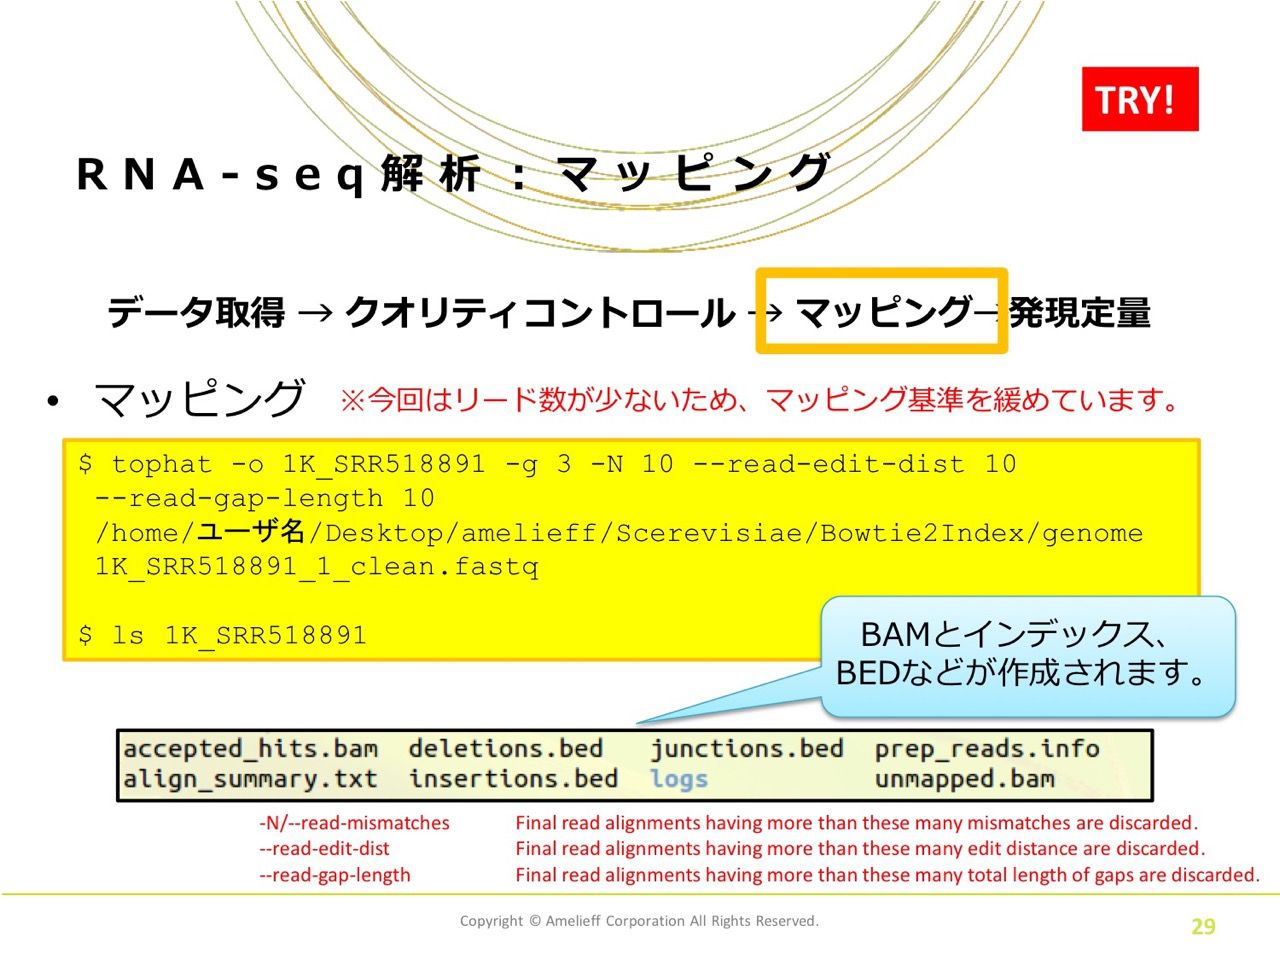 TRY!
RNA-seq解析：マッピング
データ取得 → クオリティコントロール → マッピング→発現定量
• マッピング ※今回はリード数が少ないため、マッピング基準を緩めています。
$ tophat -o 1K_SRR518891 -g 3 -N 10 --read-edit-dist 10
--read-gap-length 10
/home/ユーザ名/Desktop/amelieff/Scerevisiae/Bowtie2Index/genome
1K_SRR518891_1_clean.fastq
$ ls 1K_SRR518891
BAMとインデックス、
BEDなどが作成されます。
accepted_hits.bam deletions.bed junctions.bed prep_reads.info
align_summary.txt insertions.bed logs unmapped.bam
-N/--read-mismatches Final read alignments having more than these many mismatches are discarded.
--read-edit-dist Final read alignments having more than these many edit distance are discarded.
--read-gap-length Final read alignments having more than these many total length of gaps are discarded.
Copyright © Amelieff Corporation All Rights Reserved.
29